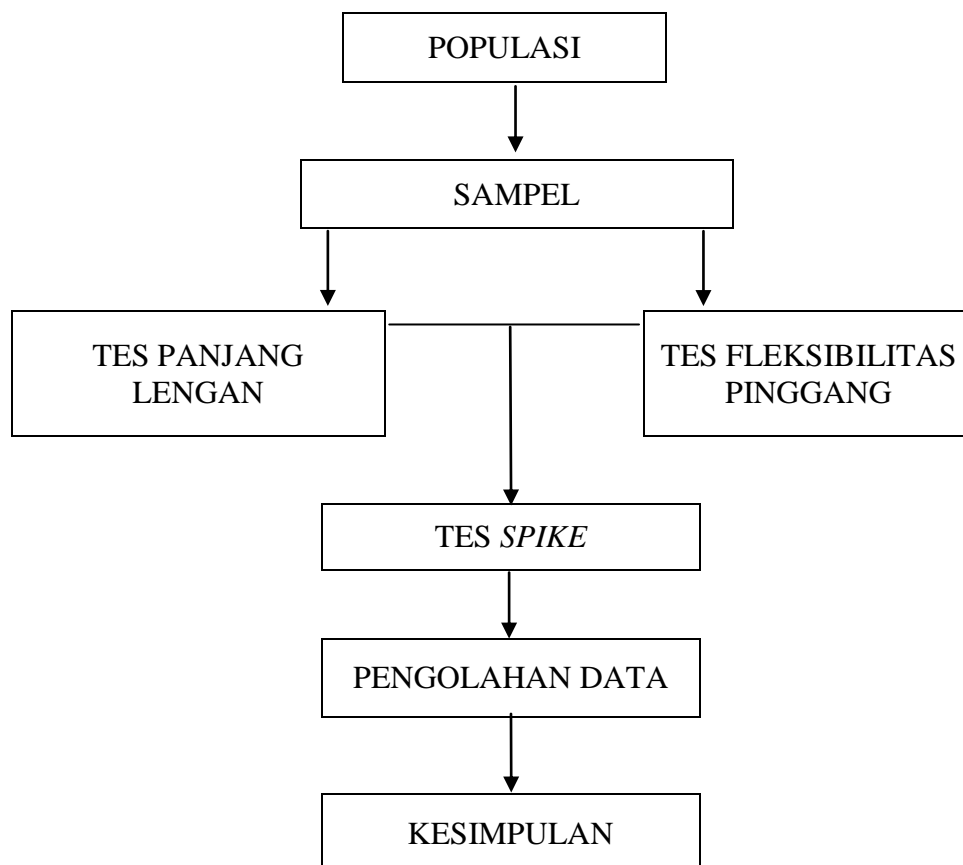 POPULASI
SAMPEL
TES PANJANG
LENGAN
TES FLEKSIBILITAS
PINGGANG
TES SPIKE
PENGOLAHAN DATA
KESIMPULAN